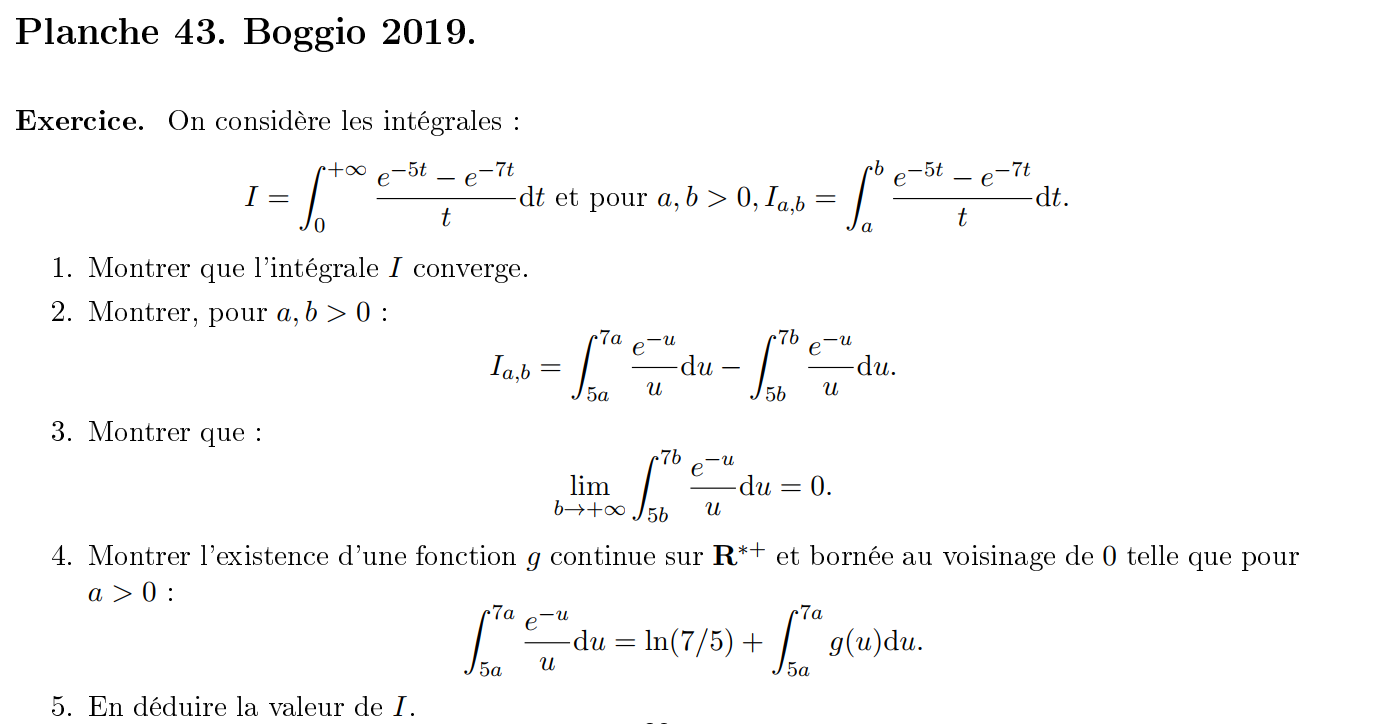 Planche 43. Boggio 2019.
Exercice. On considère les intégrales :
$$I = \int_0^{+\infty} \frac{e^{-5t} - e^{-7t}}{t} \mathrm{d}t \text{ et pour } a, b > 0, I_{a,b} = \int_a^b \frac{e^{-5t} - e^{-7t}}{t} \mathrm{d}t.$$
1. Montrer que l'intégrale $I$ converge.
2. Montrer, pour $a, b > 0$ :
$$I_{a,b} = \int_{5a}^{7a} \frac{e^{-u}}{u} \mathrm{d}u - \int_{5b}^{7b} \frac{e^{-u}}{u} \mathrm{d}u.$$
3. Montrer que :
$$\lim_{b \to +\infty} \int_{5b}^{7b} \frac{e^{-u}}{u} \mathrm{d}u = 0.$$
4. Montrer l'existence d'une fonction $g$ continue sur $\mathbf{R}^{*+}$ et bornée au voisinage de 0 telle que pour
$a > 0$ :
$$\int_{5a}^{7a} \frac{e^{-u}}{u} \mathrm{d}u = \ln(7/5) + \int_{5a}^{7a} g(u) \mathrm{d}u.$$
5. En déduire la valeur de $I$.